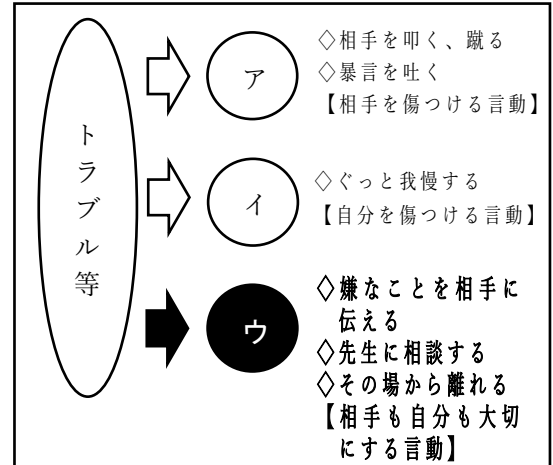 トラブル等
ア
◇相手を叩く、蹴る
◇暴言を吐く
【相手を傷つける言動】
イ
◇ぐっと我慢する
【自分を傷つける言動】
ウ
◇嫌なことを相手に
伝える
◇先生に相談する
◇その場から離れる
【相手も自分も大切
にする言動】